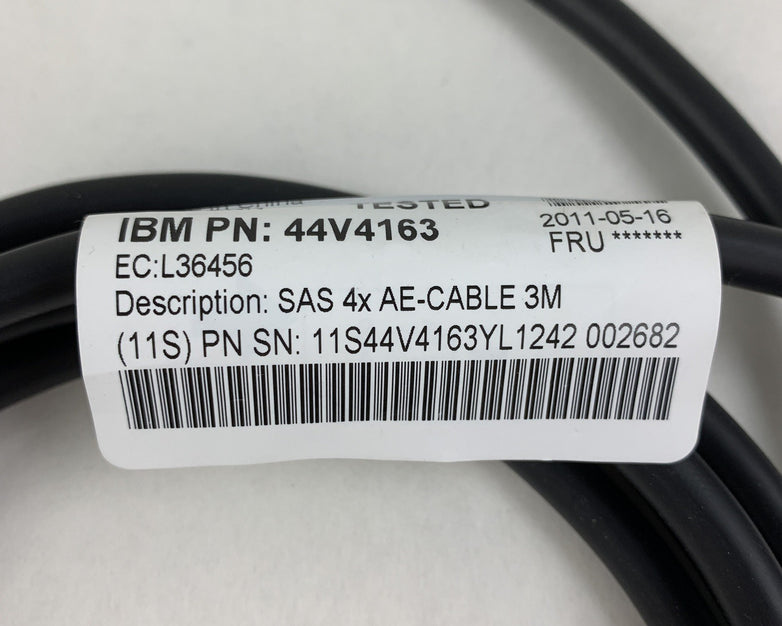 China TESTED
IBM PN: 44V4163 2011-05-16
EC:L36456 FRU *******
Description: SAS 4x AE-CABLE 3M
(11S) PN SN: 11S44V4163YL1242 002682